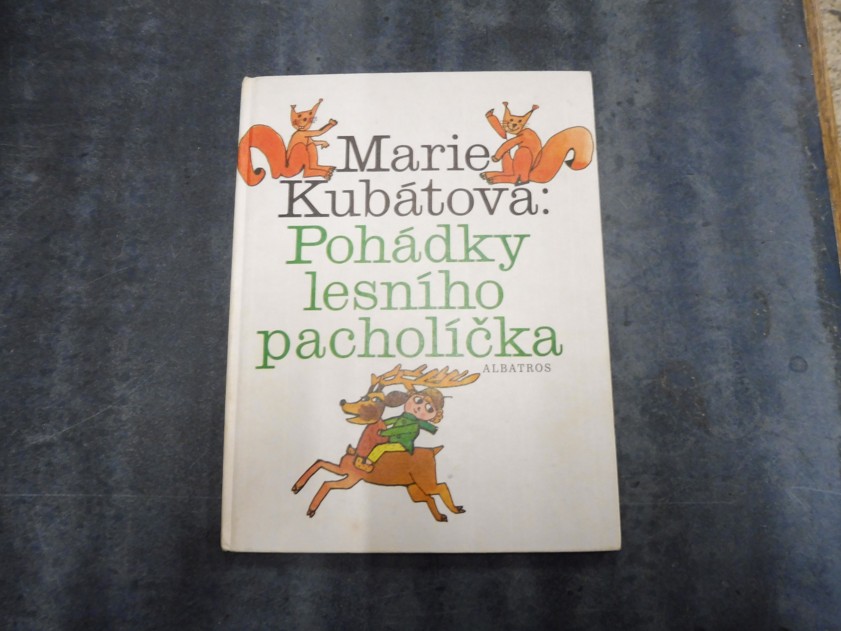 Marie
Kubátová:
Pohádky
lesního
pacholíčka
ALBATROS